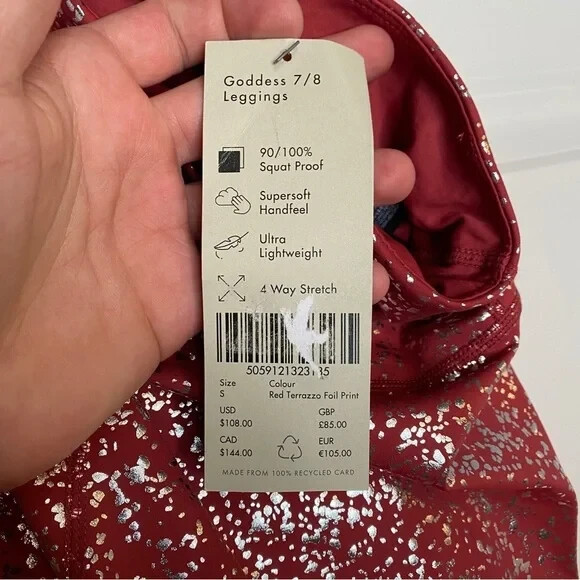 Goddess 7/8
Leggings
90/100%
Squat Proof
Supersoft
Handfeel
Ultra
Lightweight
4 Way Stretch
5059121323185
Size
Colour
S
Red Terrazzo Foil Print
USD
GBP
$108.00
£85.00
CAD
EUR
$144.00
€105.00
MADE FROM 100% RECYCLED CARD